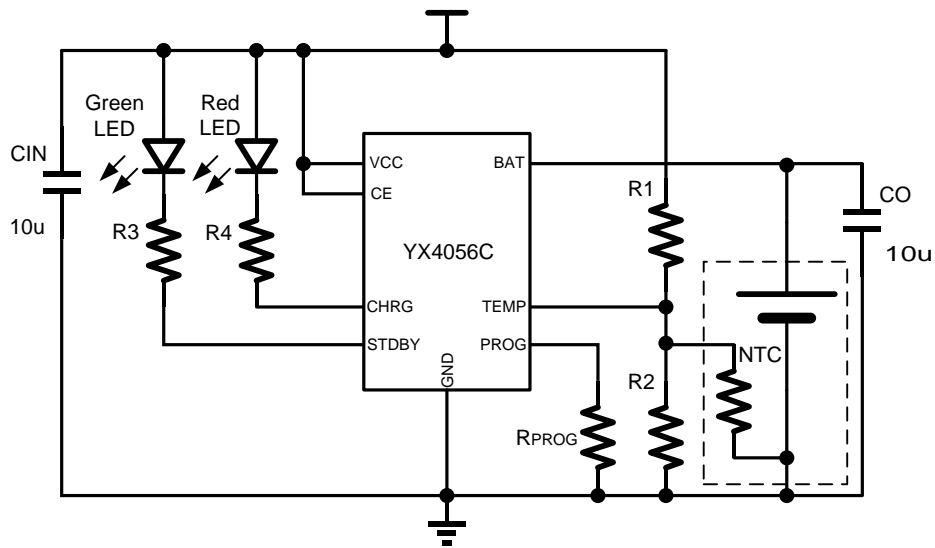 Green
LED
Red
LED
CIN
10u
R3
R4
VCC
CE
BAT
YX4056C
CHRG
STDBY
TEMP
PROG
GND
R1
R2
RPROG
NTC
CO
10u